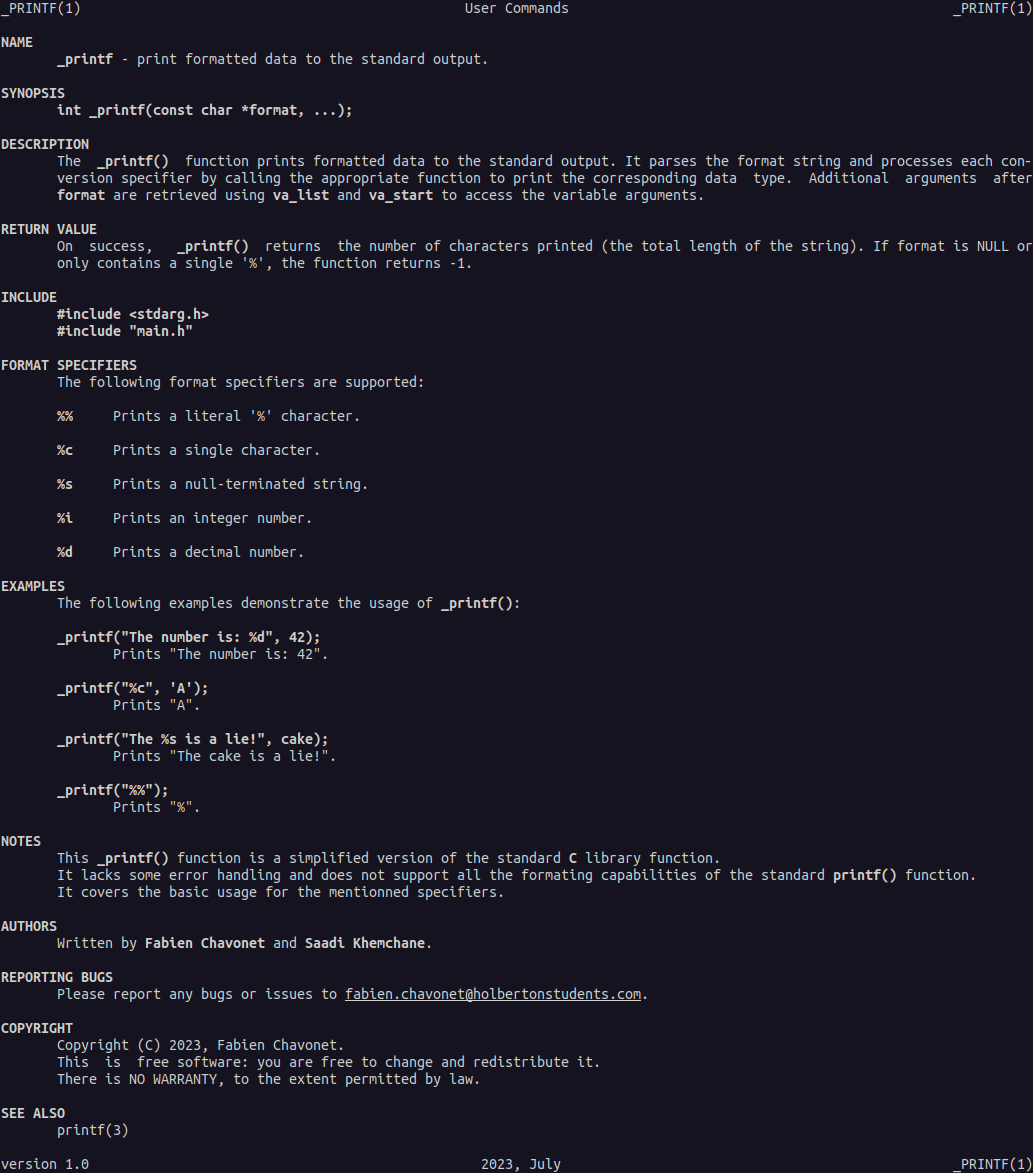 _PRINTF(1) User Commands _PRINTF(1)
NAME
_printf - print formatted data to the standard output.
SYNOPSIS
int _printf(const char *format, ...);
DESCRIPTION
The _printf() function prints formatted data to the standard output. It parses the format string and processes each con-
version specifier by calling the appropriate function to print the corresponding data type. Additional arguments after
format are retrieved using va_list and va_start to access the variable arguments.
RETURN VALUE
On success, _printf() returns the number of characters printed (the total length of the string). If format is NULL or
only contains a single '%', the function returns -1.
INCLUDE
#include <stdarg.h>
#include "main.h"
FORMAT SPECIFIERS
The following format specifiers are supported:
%% Prints a literal '%' character.
%c Prints a single character.
%s Prints a null-terminated string.
%i Prints an integer number.
%d Prints a decimal number.
EXAMPLES
The following examples demonstrate the usage of _printf():
_printf("The number is: %d", 42);
Prints "The number is: 42".
_printf("%c", 'A');
Prints "A".
_printf("The %s is a lie!", cake);
Prints "The cake is a lie!".
_printf("%%");
Prints "%".
NOTES
This _printf() function is a simplified version of the standard C library function.
It lacks some error handling and does not support all the formating capabilities of the standard printf() function.
It covers the basic usage for the mentionned specifiers.
AUTHORS
Written by Fabien Chavonet and Saadi Khemchane.
REPORTING BUGS
Please report any bugs or issues to fabien.chavonet@holbertonstudents.com.
COPYRIGHT
Copyright (C) 2023, Fabien Chavonet.
This is free software: you are free to change and redistribute it.
There is NO WARRANTY, to the extent permitted by law.
SEE ALSO
printf(3)
version 1.0 2023, July _PRINTF(1)